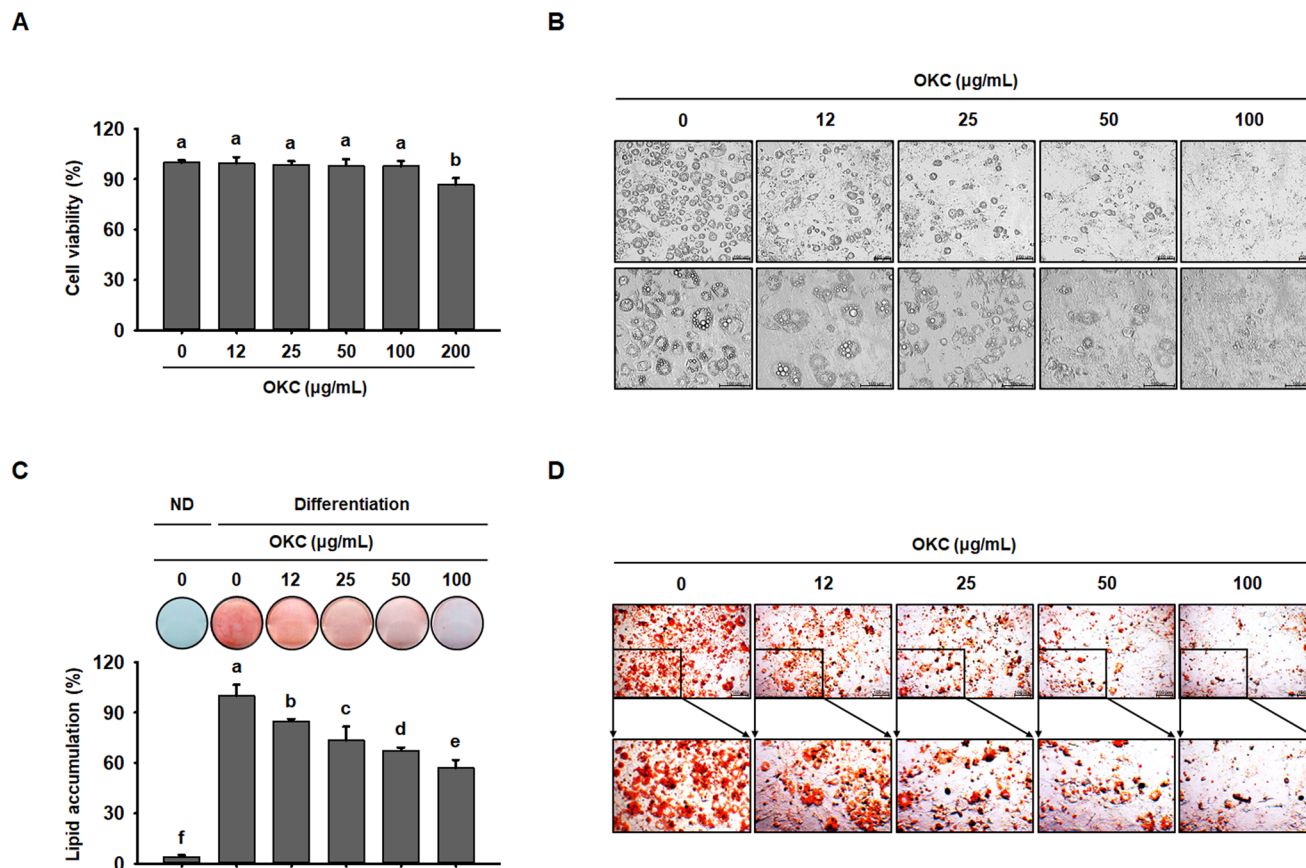 A
Cell viability (%)
120
90
60
30
0
a a a a a b
0 12 25 50 100 200
OKC (µg/mL)
B
OKC (µg/mL)
0 12 25 50 100
C
ND Differentiation
OKC (µg/mL)
0 0 12 25 50 100
Lipid accumulation (%)
120
90
60
30
0
f a b c d e
D
OKC (µg/mL)
0 12 25 50 100